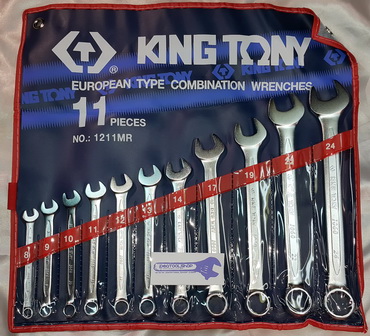 KING TONY
®
EUROPEAN TYPE COMBINATION WRENCHES
11 PIECES
NO.: 1211MR
8 9 10 11 12 13 14 17 19 22 24